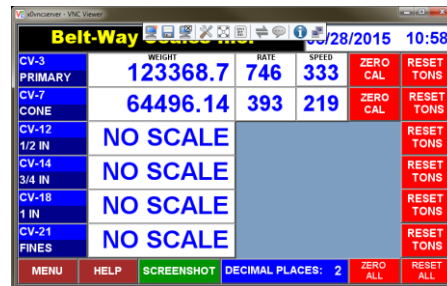 x0vncserver - VNC Viewer
Belt-Way Scales Inc. /28/2015 10:58
WEIGHT RATE SPEED
CV-3 PRIMARY 123368.7 746 333 ZERO CAL RESET TONS
CV-7 CONE 64496.14 393 219 ZERO CAL RESET TONS
CV-12 1/2 IN NO SCALE RESET TONS
CV-14 3/4 IN NO SCALE RESET TONS
CV-18 1 IN NO SCALE RESET TONS
CV-21 FINES NO SCALE RESET TONS
MENU HELP SCREENSHOT DECIMAL PLACES: 2 ZERO ALL RESET ALL